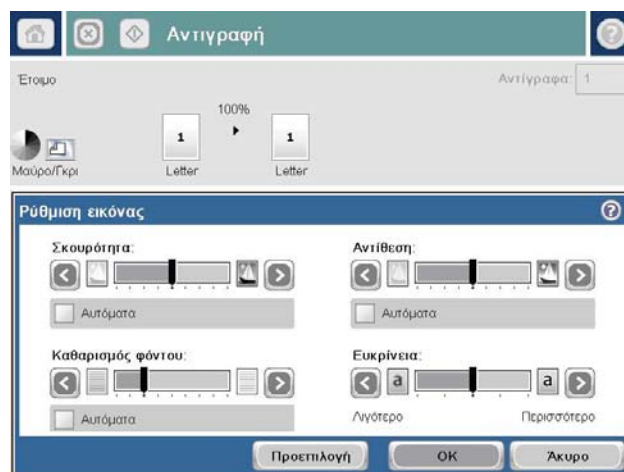 Αντιγραφή
Έτοιμο
Αντίγραφα: 1
100%
1 1
Μαύρο/Γκρι Letter Letter
Ρύθμιση εικόνας
Σκουρότητα: Αντίθεση:
Αυτόματα Αυτόματα
Καθαρισμός φόντου: Ευκρίνεια:
a a
Αυτόματα Λιγότερο Περισσότερο
Προεπιλογή OK Άκυρο